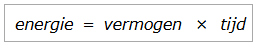 energie = vermogen × tijd